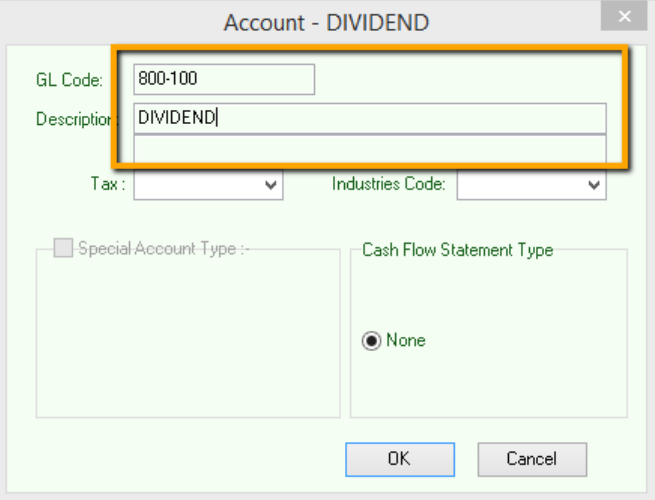 Account - DIVIDEND
GL Code: 800-100
Description: DIVIDEND
Tax : Industries Code:
Special Account Type :- Cash Flow Statement Type
None
OK Cancel